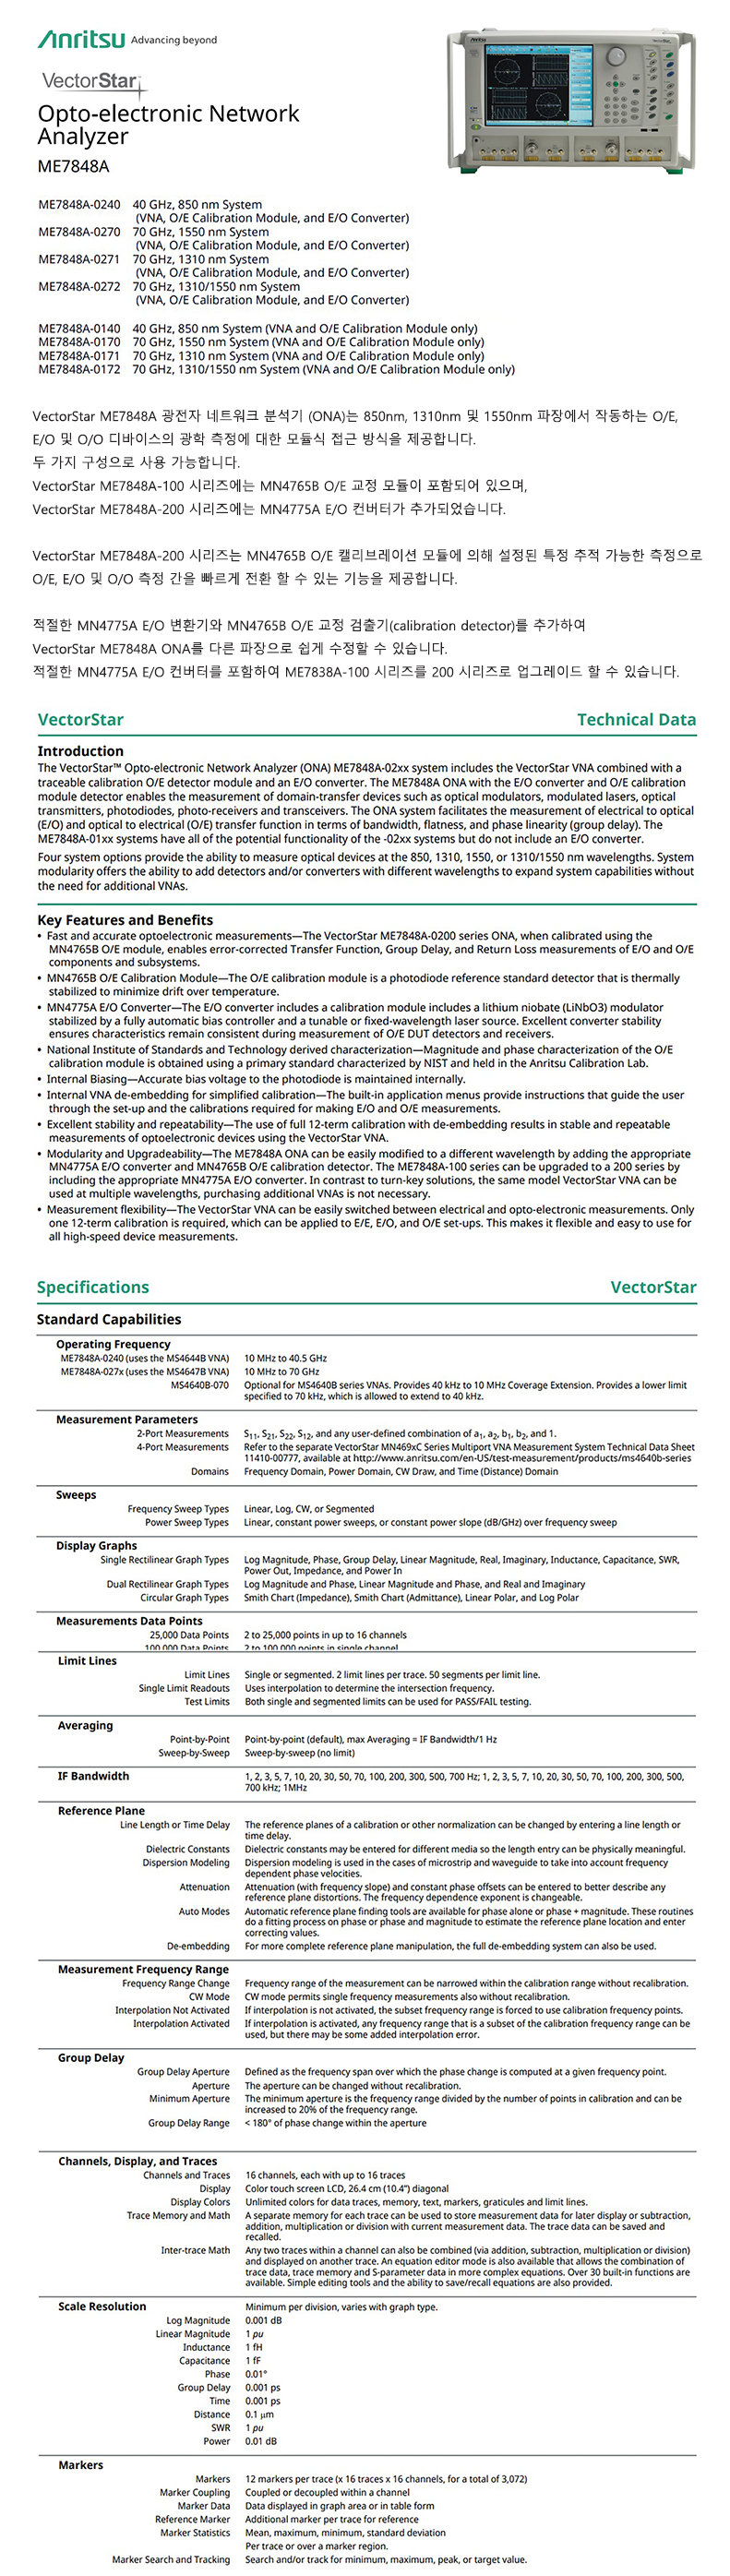 Anritsu Advancing beyond
VectorStar
Opto-electronic Network
Analyzer
ME7848A
ME7848A-0240 40 GHz, 850 nm System
(VNA, O/E Calibration Module, and E/O Converter)
ME7848A-0270 70 GHz, 1550 nm System
(VNA, O/E Calibration Module, and E/O Converter)
ME7848A-0271 70 GHz, 1310 nm System
(VNA, O/E Calibration Module, and E/O Converter)
ME7848A-0272 70 GHz, 1310/1550 nm System
(VNA, O/E Calibration Module, and E/O Converter)
ME7848A-0140 40 GHz, 850 nm System (VNA and O/E Calibration Module only)
ME7848A-0170 70 GHz, 1550 nm System (VNA and O/E Calibration Module only)
ME7848A-0171 70 GHz, 1310 nm System (VNA and O/E Calibration Module only)
ME7848A-0172 70 GHz, 1310/1550 nm System (VNA and O/E Calibration Module only)
VectorStar ME7848A 광전자 네트워크 분석기 (ONA)는 850nm, 1310nm 및 1550nm 파장에서 작동하는 O/E,
E/O 및 O/O 디바이스의 광학 측정에 대한 모듈식 접근 방식을 제공합니다.
두 가지 구성으로 사용 가능합니다.
VectorStar ME7848A-100 시리즈에는 MN4765B O/E 교정 모듈이 포함되어 있으며,
VectorStar ME7848A-200 시리즈에는 MN4775A E/O 컨버터가 추가되었습니다.
VectorStar ME7848A-200 시리즈는 MN4765B O/E 캘리브레이션 모듈에 의해 설정된 특정 추적 가능한 측정으로
O/E, E/O 및 O/O 측정 간을 빠르게 전환 할 수 있는 기능을 제공합니다.
적절한 MN4775A E/O 변환기와 MN4765B O/E 교정 검출기(calibration detector)를 추가하여
VectorStar ME7848A ONA를 다른 파장으로 쉽게 수정할 수 있습니다.
적절한 MN4775A E/O 컨버터를 포함하여 ME7838A-100 시리즈를 200 시리즈로 업그레이드 할 수 있습니다.
VectorStar Technical Data
Introduction
The VectorStar™ Opto-electronic Network Analyzer (ONA) ME7848A-02xx system includes the VectorStar VNA combined with a
traceable calibration O/E detector module and an E/O converter. The ME7848A ONA with the E/O converter and O/E calibration
module detector enables the measurement of domain-transfer devices such as optical modulators, modulated lasers, optical
transmitters, photodiodes, photo-receivers and transceivers. The ONA system facilitates the measurement of electrical to optical
(E/O) and optical to electrical (O/E) transfer function in terms of bandwidth, flatness, and phase linearity (group delay). The
ME7848A-01xx systems have all of the potential functionality of the -02xx systems but do not include an E/O converter.
Four system options provide the ability to measure optical devices at the 850, 1310, 1550, or 1310/1550 nm wavelengths. System
modularity offers the ability to add detectors and/or converters with different wavelengths to expand system capabilities without
the need for additional VNAs.
Key Features and Benefits
• Fast and accurate optoelectronic measurements—The VectorStar ME7848A-0200 series ONA, when calibrated using the
MN4765B O/E module, enables error-corrected Transfer Function, Group Delay, and Return Loss measurements of E/O and O/E
components and subsystems.
• MN4765B O/E Calibration Module—The O/E calibration module is a photodiode reference standard detector that is thermally
stabilized to minimize drift over temperature.
• MN4775A E/O Converter—The E/O converter includes a calibration module includes a lithium niobate (LiNbO3) modulator
stabilized by a fully automatic bias controller and a tunable or fixed-wavelength laser source. Excellent converter stability
ensures characteristics remain consistent during measurement of O/E DUT detectors and receivers.
• National Institute of Standards and Technology derived characterization—Magnitude and phase characterization of the O/E
calibration module is obtained using a primary standard characterized by NIST and held in the Anritsu Calibration Lab.
• Internal Biasing—Accurate bias voltage to the photodiode is maintained internally.
• Internal VNA de-embedding for simplified calibration—The built-in application menus provide instructions that guide the user
through the set-up and the calibrations required for making E/O and O/E measurements.
• Excellent stability and repeatability—The use of full 12-term calibration with de-embedding results in stable and repeatable
measurements of optoelectronic devices using the VectorStar VNA.
• Modularity and Upgradeability—The ME7848A ONA can be easily modified to a different wavelength by adding the appropriate
MN4775A E/O converter and MN4765B O/E calibration detector. The ME7848A-100 series can be upgraded to a 200 series by
including the appropriate MN4775A E/O converter. In contrast to turn-key solutions, the same model VectorStar VNA can be
used at multiple wavelengths, purchasing additional VNAs is not necessary.
• Measurement flexibility—The VectorStar VNA can be easily switched between electrical and opto-electronic measurements. Only
one 12-term calibration is required, which can be applied to E/E, E/O, and O/E set-ups. This makes it flexible and easy to use for
all high-speed device measurements.
Specifications VectorStar
Standard Capabilities
Operating Frequency
ME7848A-0240 (uses the MS4644B VNA) 10 MHz to 40.5 GHz
ME7848A-027x (uses the MS4647B VNA) 10 MHz to 70 GHz
MS4640B-070 Optional for MS4640B series VNAs. Provides 40 kHz to 10 MHz Coverage Extension. Provides a lower limit
specified to 70 kHz, which is allowed to extend to 40 kHz.
Measurement Parameters
2-Port Measurements S11, S21, S22, S12, and any user-defined combination of a1, a2, b1, b2, and 1.
4-Port Measurements Refer to the separate VectorStar MN469xC Series Multiport VNA Measurement System Technical Data Sheet
11410-00777, available at http://www.anritsu.com/en-US/test-measurement/products/ms4640b-series
Domains Frequency Domain, Power Domain, CW Draw, and Time (Distance) Domain
Sweeps
Frequency Sweep Types Linear, Log, CW, or Segmented
Power Sweep Types Linear, constant power sweeps, or constant power slope (dB/GHz) over frequency sweep
Display Graphs
Single Rectilinear Graph Types Log Magnitude, Phase, Group Delay, Linear Magnitude, Real, Imaginary, Inductance, Capacitance, SWR,
Power Out, Impedance, and Power In
Dual Rectilinear Graph Types Log Magnitude and Phase, Linear Magnitude and Phase, and Real and Imaginary
Circular Graph Types Smith Chart (Impedance), Smith Chart (Admittance), Linear Polar, and Log Polar
Measurements Data Points
25,000 Data Points 2 to 25,000 points in up to 16 channels
100,000 Data Points 2 to 100,000 points in single channel
Limit Lines
Limit Lines Single or segmented. 2 limit lines per trace. 50 segments per limit line.
Single Limit Readouts Uses interpolation to determine the intersection frequency.
Test Limits Both single and segmented limits can be used for PASS/FAIL testing.
Averaging
Point-by-Point Point-by-point (default), max Averaging = IF Bandwidth/1 Hz
Sweep-by-Sweep Sweep-by-sweep (no limit)
IF Bandwidth 1, 2, 3, 5, 7, 10, 20, 30, 50, 70, 100, 200, 300, 500, 700 Hz; 1, 2, 3, 5, 7, 10, 20, 30, 50, 70, 100, 200, 300, 500,
700 kHz; 1MHz
Reference Plane
Line Length or Time Delay The reference planes of a calibration or other normalization can be changed by entering a line length or
time delay.
Dielectric Constants Dielectric constants may be entered for different media so the length entry can be physically meaningful.
Dispersion Modeling Dispersion modeling is used in the cases of microstrip and waveguide to take into account frequency
dependent phase velocities.
Attenuation Attenuation (with frequency slope) and constant phase offsets can be entered to better describe any
reference plane distortions. The frequency dependence exponent is changeable.
Auto Modes Automatic reference plane finding tools are available for phase alone or phase + magnitude. These routines
do a fitting process on phase or phase and magnitude to estimate the reference plane location and enter
correcting values.
De-embedding For more complete reference plane manipulation, the full de-embedding system can also be used.
Measurement Frequency Range
Frequency Range Change Frequency range of the measurement can be narrowed within the calibration range without recalibration.
CW Mode CW mode permits single frequency measurements also without recalibration.
Interpolation Not Activated If interpolation is not activated, the subset frequency range is forced to use calibration frequency points.
Interpolation Activated If interpolation is activated, any frequency range that is a subset of the calibration frequency range can be
used, but there may be some added interpolation error.
Group Delay
Group Delay Aperture Defined as the frequency span over which the phase change is computed at a given frequency point.
Aperture The aperture can be changed without recalibration.
Minimum Aperture The minimum aperture is the frequency range divided by the number of points in calibration and can be
increased to 20% of the frequency range.
Group Delay Range < 180° of phase change within the aperture
Channels, Display, and Traces
Channels and Traces 16 channels, each with up to 16 traces
Display Color touch screen LCD, 26.4 cm (10.4") diagonal
Display Colors Unlimited colors for data traces, memory, text, markers, graticules and limit lines.
Trace Memory and Math A separate memory for each trace can be used to store measurement data for later display or subtraction,
addition, multiplication or division with current measurement data. The trace data can be saved and
recalled.
Inter-trace Math Any two traces within a channel can also be combined (via addition, subtraction, multiplication or division)
and displayed on another trace. An equation editor mode is also available that allows the combination of
trace data, trace memory and S-parameter data in more complex equations. Over 30 built-in functions are
available. Simple editing tools and the ability to save/recall equations are also provided.
Scale Resolution Minimum per division, varies with graph type.
Log Magnitude 0.001 dB
Linear Magnitude 1 pu
Inductance 1 fH
Capacitance 1 fF
Phase 0.01°
Group Delay 0.001 ps
Time 0.001 ps
Distance 0.1 μm
SWR 1 pu
Power 0.01 dB
Markers
Markers 12 markers per trace (x 16 traces x 16 channels, for a total of 3,072)
Marker Coupling Coupled or decoupled within a channel
Marker Data Data displayed in graph area or in table form
Reference Marker Additional marker per trace for reference
Marker Statistics Mean, maximum, minimum, standard deviation
Per trace or over a marker region.
Marker Search and Tracking Search and/or track for minimum, maximum, peak, or target value.